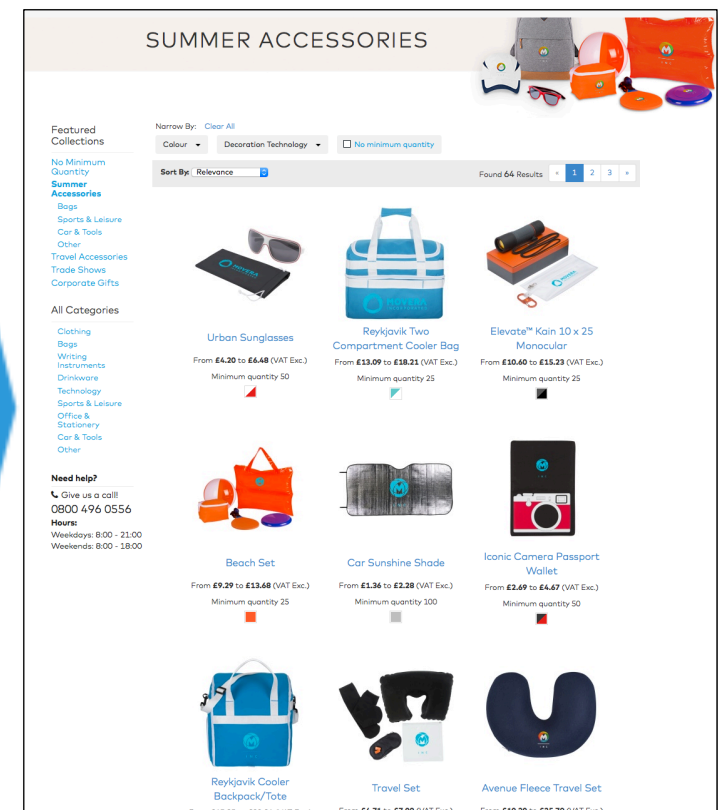 SUMMER ACCESSORIES
Featured
Collections
No Minimum
Quantity
Summer
Accessories
Bags
Sports & Leisure
Car & Tools
Other
Travel Accessories
Trade Shows
Corporate Gifts
All Categories
Clothing
Bags
Writing
Instruments
Drinkware
Technology
Sports & Leisure
Office &
Stationery
Car & Tools
Other
Need help?
Give us a call!
0800 496 0556
Hours:
Weekdays: 8:00 - 21:00
Weekends: 8:00 - 18:00
Narrow By: Clear All
Colour Decoration Technology No minimum quantity
Sort By: Relevance Found 64 Results « 1 2 3 »
MOVERA
MOVERA
Urban Sunglasses
From £4.20 to £6.48 (VAT Exc.)
Minimum quantity 50
Reykjavik Two
Compartment Cooler Bag
From £13.09 to £18.21 (VAT Exc.)
Minimum quantity 25
Elevate™ Kain 10 x 25
Monocular
From £10.60 to £15.23 (VAT Exc.)
Minimum quantity 25
Beach Set
From £9.29 to £13.68 (VAT Exc.)
Minimum quantity 25
Car Sunshine Shade
From £1.36 to £2.28 (VAT Exc.)
Minimum quantity 100
Iconic Camera Passport
Wallet
From £2.69 to £4.67 (VAT Exc.)
Minimum quantity 50
Reykjavik Cooler
Backpack/Tote
Travel Set
Avenue Fleece Travel Set